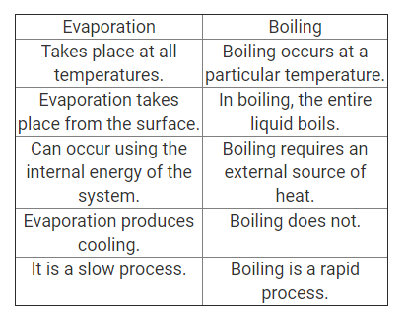 Evaporation Boiling
Takes place at all
temperatures.
Boiling occurs at a
particular temperature.
Evaporation takes
place from the surface.
In boiling, the entire
liquid boils.
Can occur using the
internal energy of the
system.
Boiling requires an
external source of
heat.
Evaporation produces
cooling.
Boiling does not.
It is a slow process.
Boiling is a rapid
process.